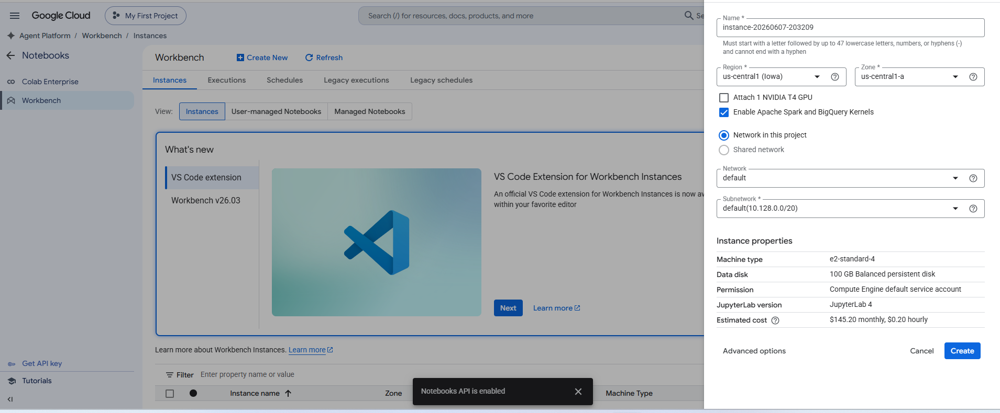 Google Cloud
My First Project
Search (/) for resources, docs, products, and more
Se
Agent Platform / Workbench / Instances
Notebooks
Colab Enterprise
Workbench
Get API key
Tutorials
Workbench
Create New
Refresh
Instances
Executions
Schedules
Legacy executions
Legacy schedules
View:
Instances
User-managed Notebooks
Managed Notebooks
What's new
VS Code extension
Workbench v26.03
VS Code Extension for Workbench Instances
An official VS Code extension for Workbench Instances is now av
within your favorite editor
Next
Learn more
Learn more about Workbench Instances. Learn more
Filter Enter property name or value
Instance name
Zone
Machine Type
Notebooks API is enabled
Name *
instance-20260607-203209
Must start with a letter followed by up to 47 lowercase letters, numbers, or hyphens (-)
and cannot end with a hyphen
Region *
us-central1 (Iowa)
Zone *
us-central1-a
Attach 1 NVIDIA T4 GPU
Enable Apache Spark and BigQuery Kernels
Network in this project
Shared network
Network
default
Subnetwork *
default(10.128.0.0/20)
Instance properties
Machine type e2-standard-4
Data disk 100 GB Balanced persistent disk
Permission Compute Engine default service account
JupyterLab version JupyterLab 4
Estimated cost $145.20 monthly, $0.20 hourly
Advanced options
Cancel
Create